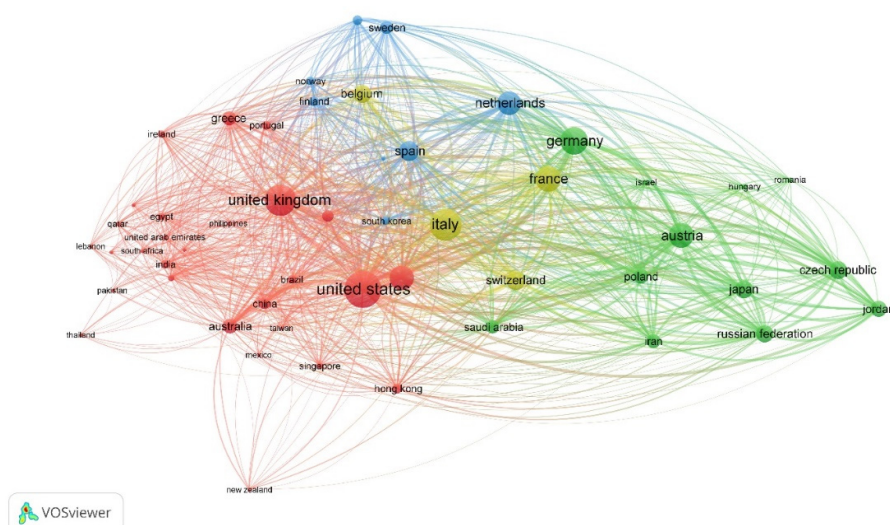 sweden
norway
belgium
finland
netherlands
greece
portugal
ireland
germany
spain
france
israel
hungary
romania
united kingdom
qatar
egypt
philippines
south korea
italy
lebanon
united arab emirates
south africa
austria
india
pakistan
brazil
united states
switzerland
poland
czech republic
japan
china
jordan
thailand
australia
taiwan
saudi arabia
russian federation
iran
mexico
singapore
hong kong
new zealand
VOSviewer